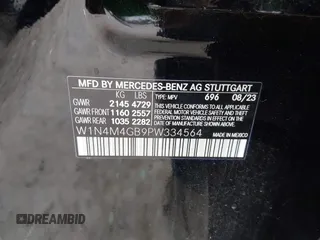 MFD BY MERCEDES-BENZ AG STUTTGART
KG LBS TYPE: MPV 696 08/23
GVWR 2145 4729
GAWR FRONT 1160 2557
GAWR REAR 1035 2282
THIS VEHICLE CONFORMS TO ALL APPLICABLE
FEDERAL MOTOR VEHICLE SAFETY AND THEFT
PREVENTION STANDARDS IN EFFECT ON THE
DATE OF MANUFACTURE SHOWN ABOVE.
W1N4M4GB9PW334564 MADE IN MEXICO
DREAMBID